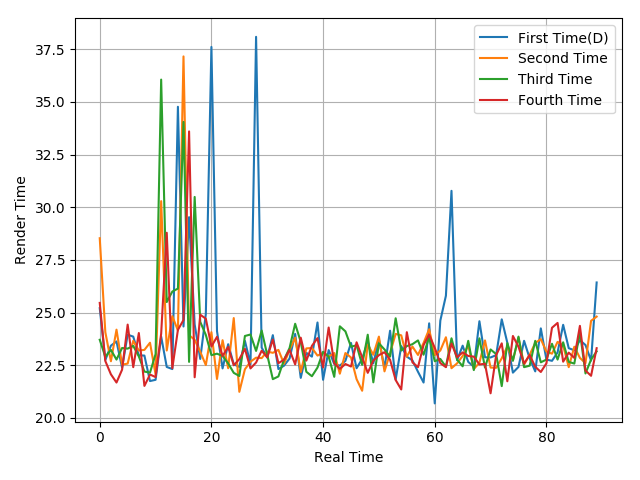 First Time(D)
Second Time
Third Time
Fourth Time
Render Time
37.5
35.0
32.5
30.0
27.5
25.0
22.5
20.0
0 20 40 60 80
Real Time